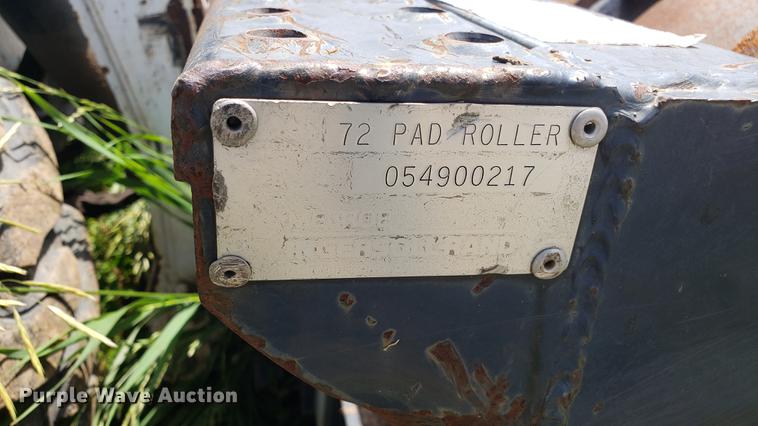 72 PAD ROLLER
054900217
Purple Wave Auction